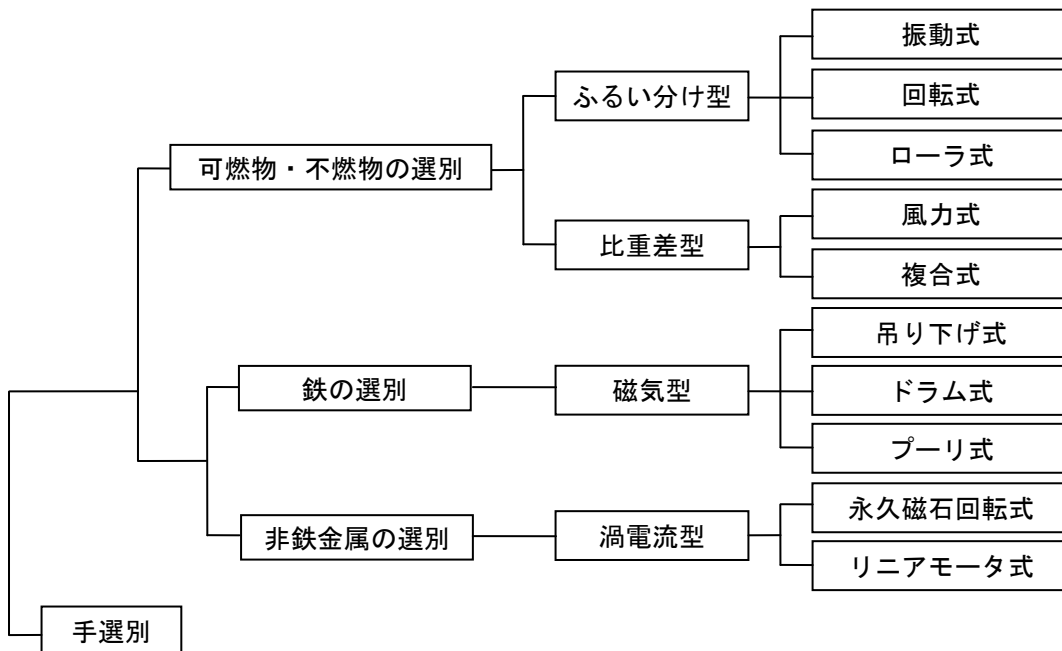 振動式
ふるい分け型
回転式
ローラ式
可燃物・不燃物の選別
風力式
比重差型
複合式
吊り下げ式
鉄の選別
磁気型
ドラム式
プーリ式
永久磁石回転式
非鉄金属の選別
渦電流型
リニアモータ式
手選別